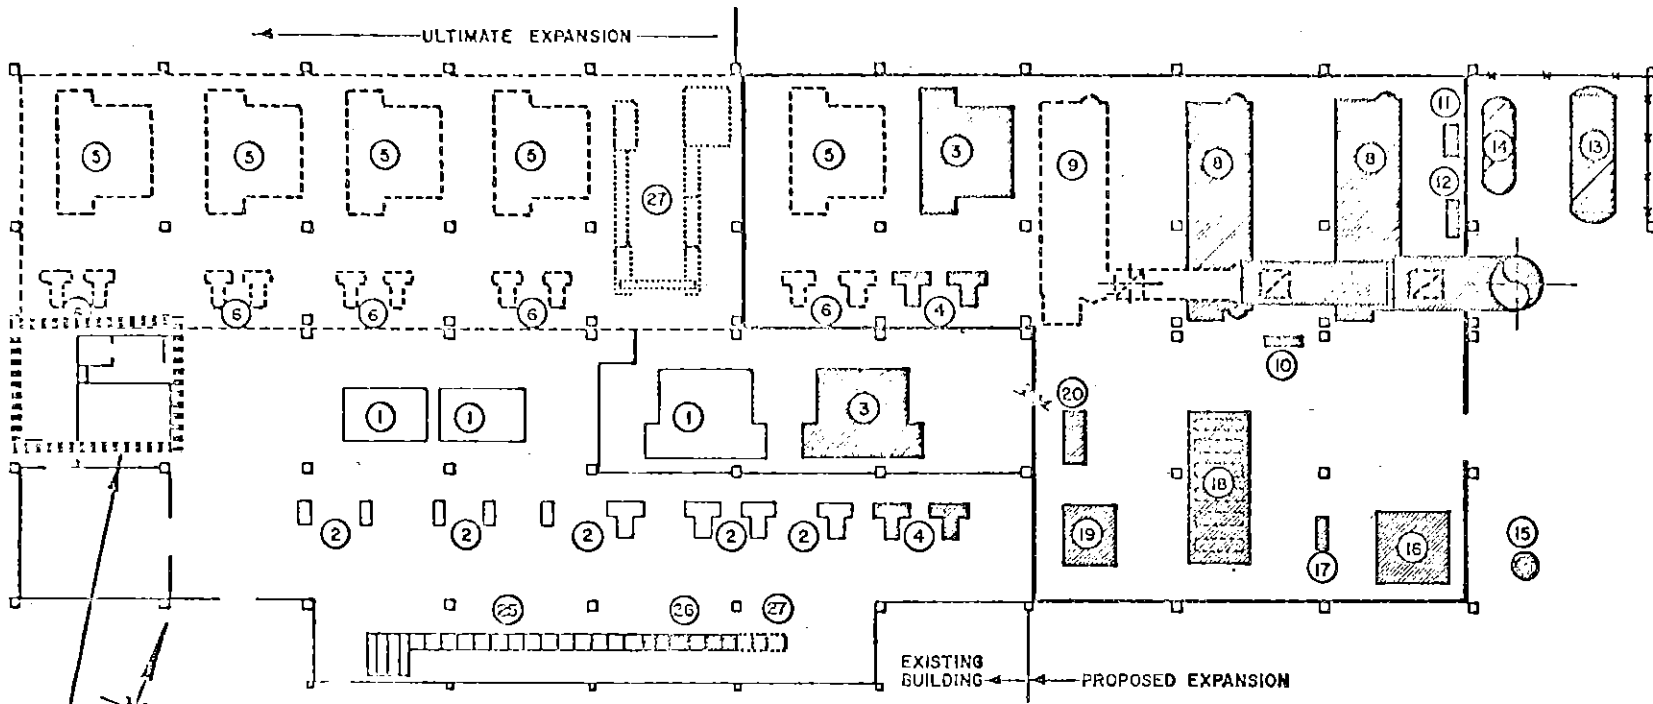 ULTIMATE EXPANSION
11
5 5 5 5 27 5 3 9 8 8 12 14 13
6 6 6 6 4
10
1 1 1 3 20
18
2 2 2 2 2 4 19 17 16 15
25 26 27
EXISTING
BUILDING
PROPOSED EXPANSION